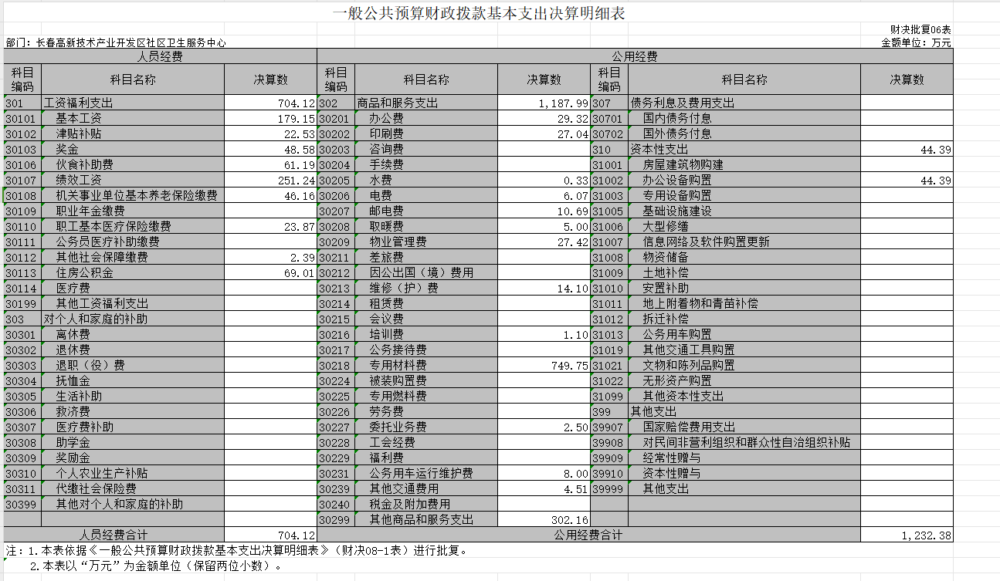 一般公共预算财政拨款基本支出决算明细表
财决批复06表
部门：长春高新技术产业开发区社区卫生服务中心 金额单位：万元
人员经费 公用经费
科目编码 科目名称 决算数 科目编码 科目名称 决算数 科目编码 科目名称 决算数
301 工资福利支出 704.12 302 商品和服务支出 1,187.99 307 债务利息及费用支出
30101 基本工资 179.15 30201 办公费 29.32 30701 国内债务付息
30102 津贴补贴 22.53 30202 印刷费 27.04 30702 国外债务付息
30103 奖金 48.58 30203 咨询费 310 资本性支出 44.39
30106 伙食补助费 61.19 30204 手续费 31001 房屋建筑物购建
30107 绩效工资 251.24 30205 水费 0.33 31002 办公设备购置 44.39
30108 机关事业单位基本养老保险缴费 46.16 30206 电费 6.07 31003 专用设备购置
30109 职业年金缴费 30207 邮电费 10.69 31005 基础设施建设
30110 职工基本医疗保险缴费 23.87 30208 取暖费 5.00 31006 大型修缮
30111 公务员医疗补助缴费 30209 物业管理费 27.42 31007 信息网络及软件购置更新
30112 其他社会保障缴费 2.39 30211 差旅费 31008 物资储备
30113 住房公积金 69.01 30212 因公出国（境）费用 31009 土地补偿
30114 医疗费 30213 维修（护）费 14.10 31010 安置补助
30199 其他工资福利支出 30214 租赁费 31011 地上附着物和青苗补偿
303 对个人和家庭的补助 30215 会议费 31012 拆迁补偿
30301 离休费 30216 培训费 1.10 31013 公务用车购置
30302 退休费 30217 公务接待费 31019 其他交通工具购置
30303 退职（役）费 30218 专用材料费 749.75 31021 文物和陈列品购置
30304 抚恤金 30224 被装购置费 31022 无形资产购置
30305 生活补助 30225 专用燃料费 31099 其他资本性支出
30306 救济费 30226 劳务费 399 其他支出
30307 医疗费补助 30227 委托业务费 2.50 39907 国家赔偿费用支出
30308 助学金 30228 工会经费 39908 对民间非营利组织和群众性自治组织补贴
30309 奖励金 30229 福利费 39909 经常性赠与
30310 个人农业生产补贴 30231 公务用车运行维护费 8.00 39910 资本性赠与
30311 代缴社会保险费 30239 其他交通费用 4.51 39999 其他支出
30399 其他对个人和家庭的补助 30240 税金及附加费用
30299 其他商品和服务支出 302.16
人员经费合计 704.12 公用经费合计 1,232.38
注：1.本表依据《一般公共预算财政拨款基本支出决算明细表》（财决08-1表）进行批复。
2.本表以“万元”为金额单位（保留两位小数）。